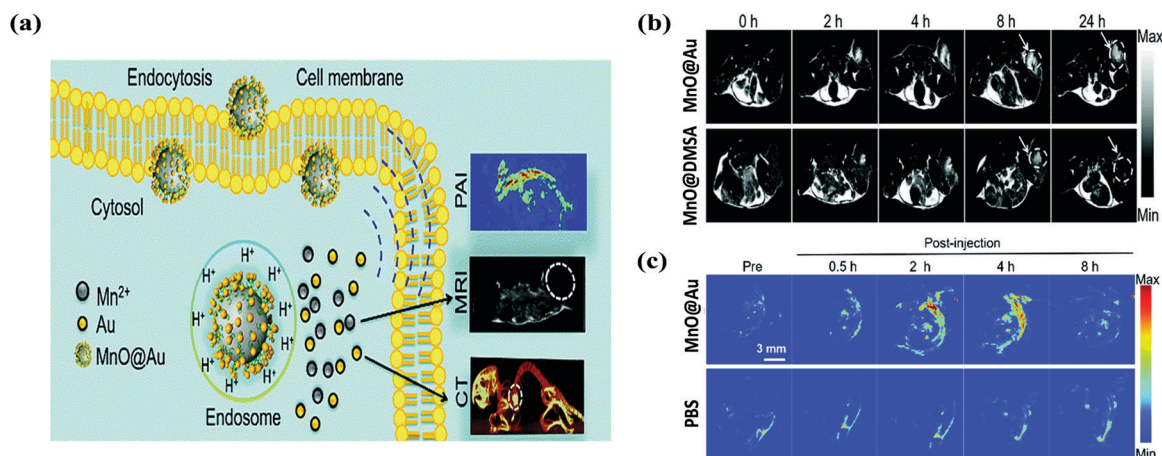 (a)
Endocytosis
Cell membrane
Cytosol
H⁺ H⁺ H⁺ H⁺ H⁺ H⁺ H⁺ H⁺ H⁺ H⁺
Mn²⁺
Au
MnO@Au
Endosome
PAI
MRI
CT
(b)
0 h 2 h 4 h 8 h 24 h
MnO@Au
MnO@DMSA
Max
Min
(c)
Post-injection
Pre 0.5 h 2 h 4 h 8 h
MnO@Au
3 mm
PBS
Max
Min